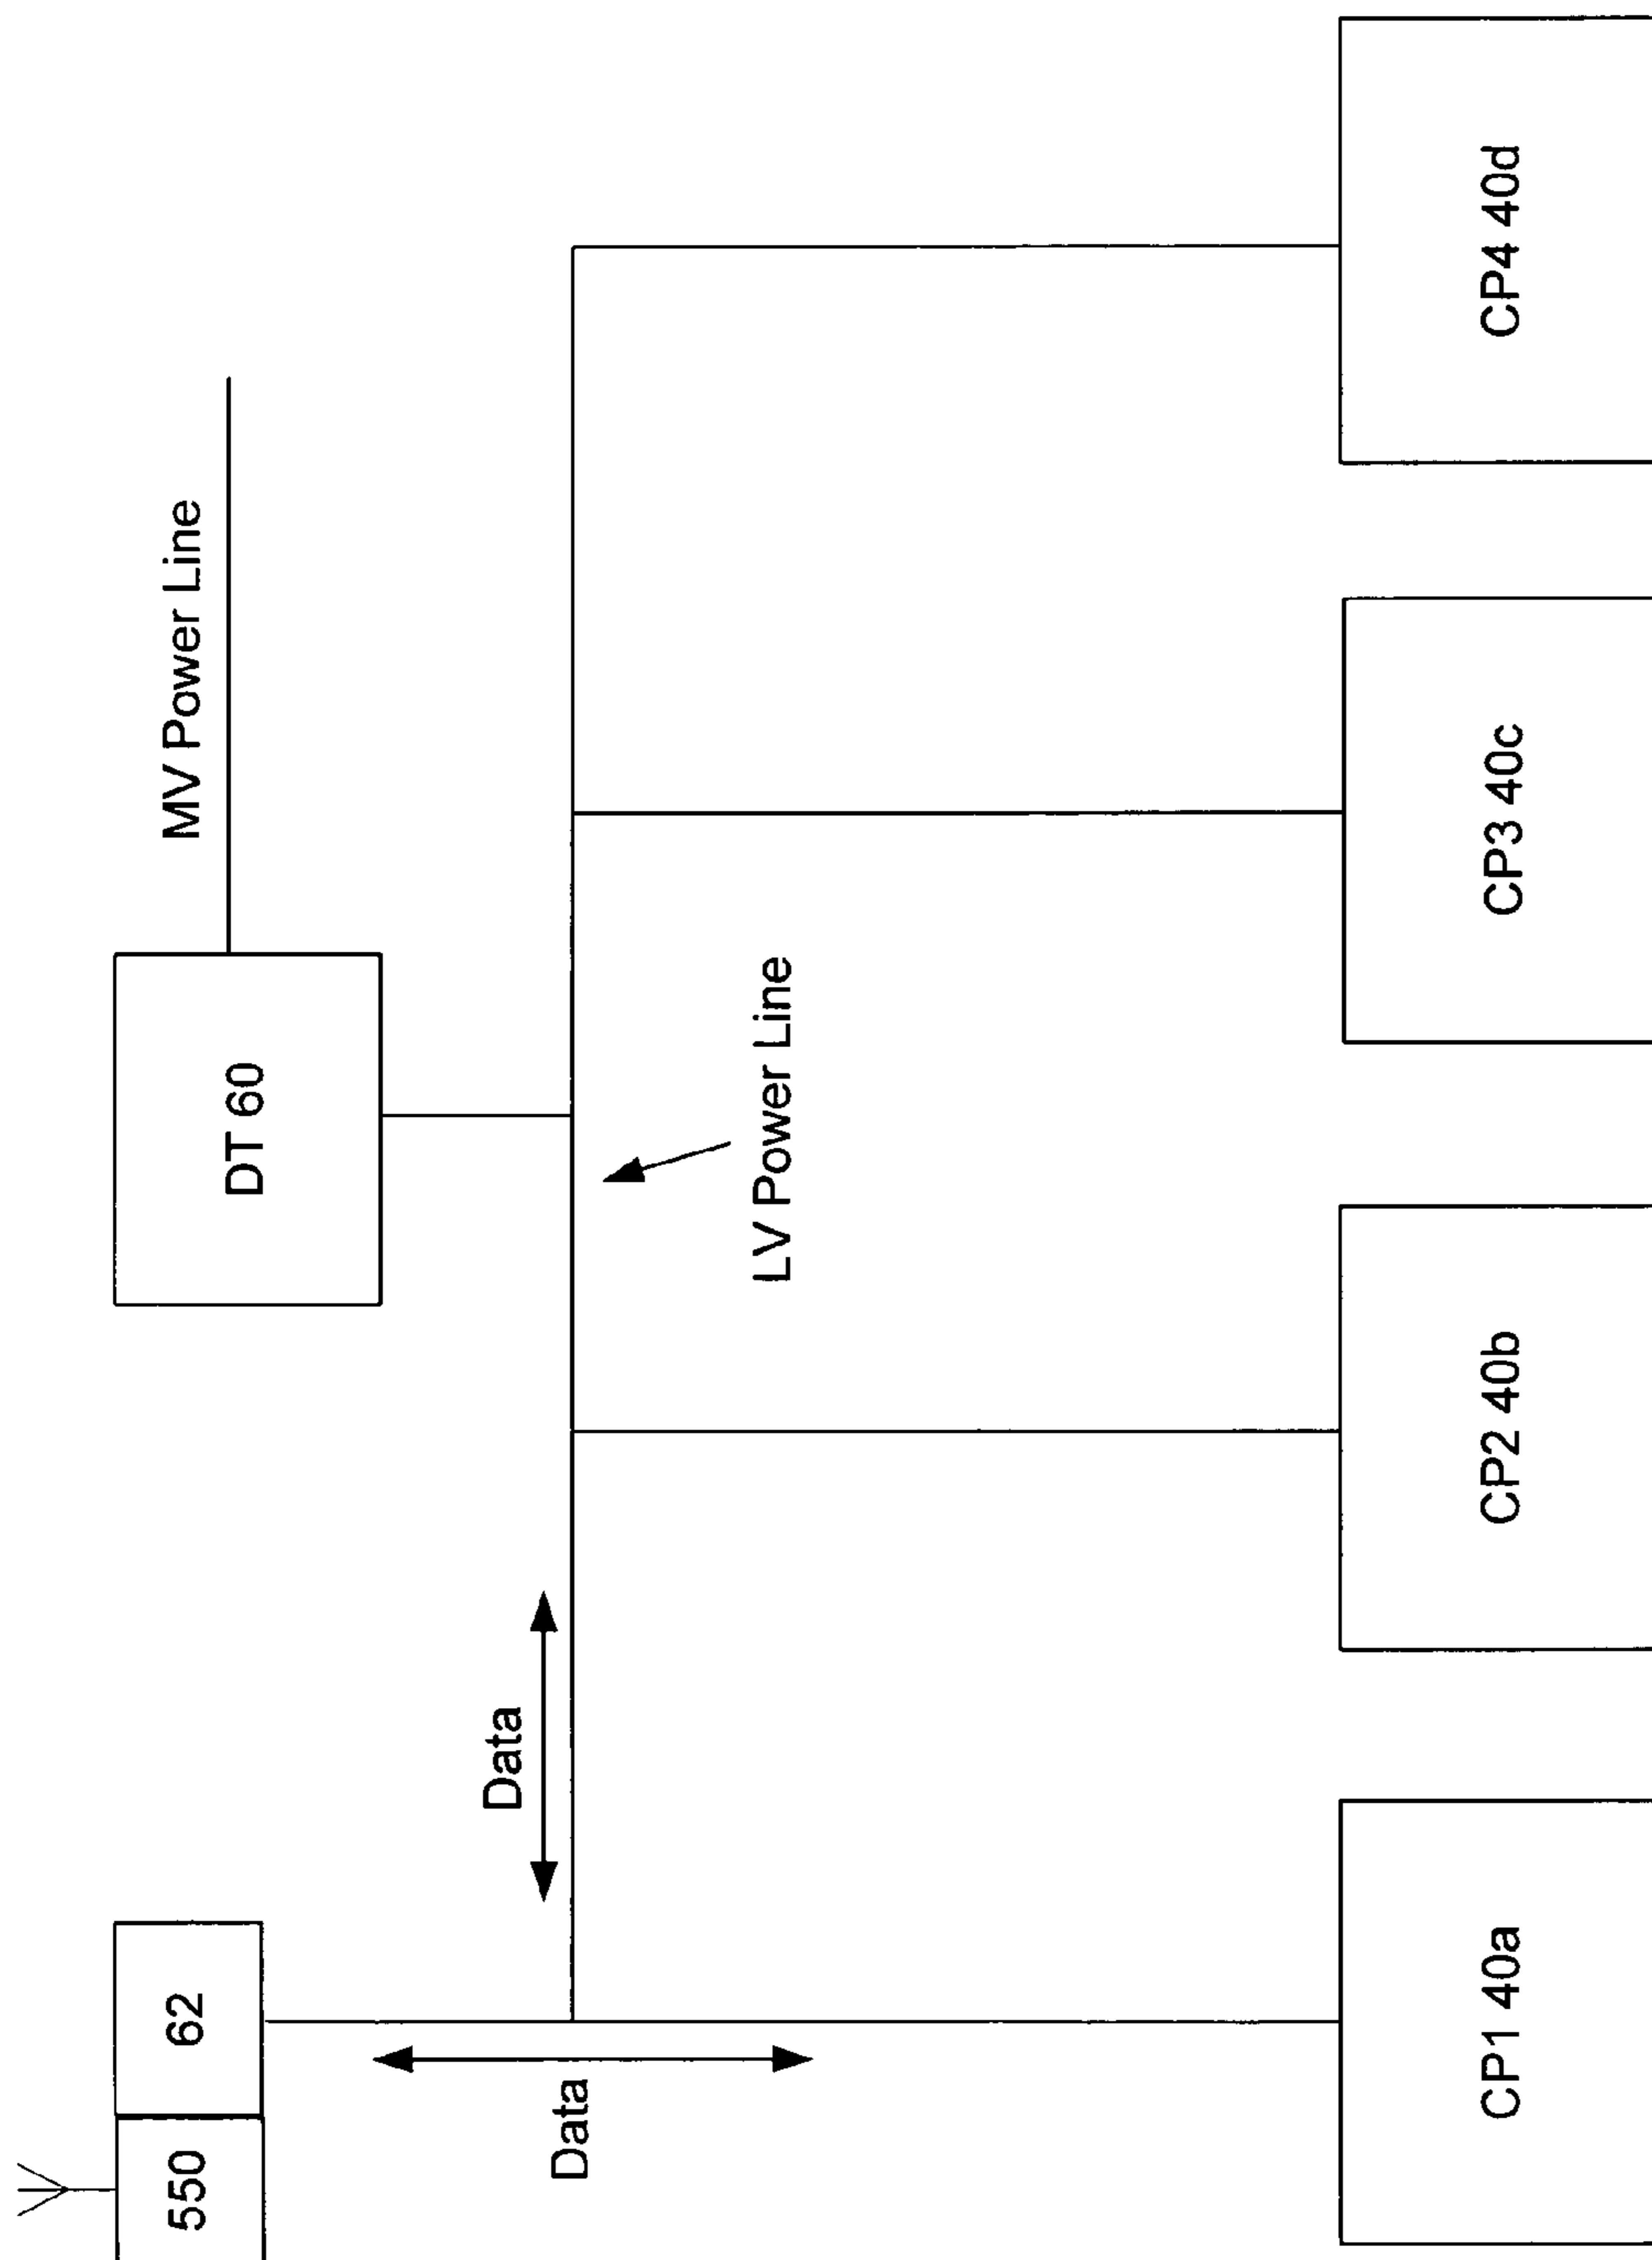 MV Power Line
DT 60
LV Power Line
Data
62
550
Data
CP1 40a
CP2 40b
CP3 40c
CP4 40d